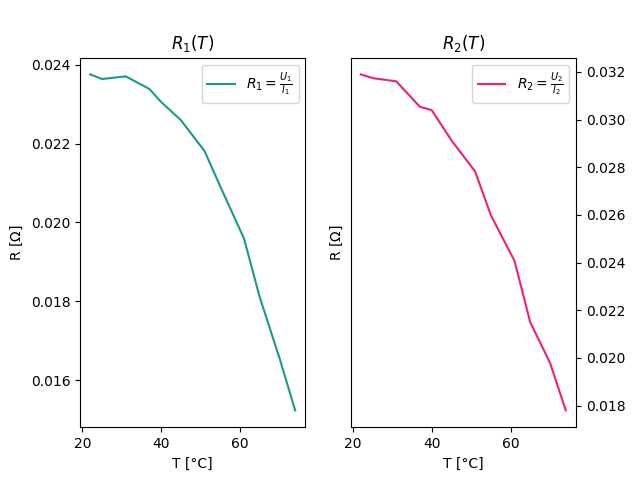 R₁(T)
R₁ = U₁/T₁
0.024
0.022
0.020
0.018
0.016
R [Ω]
20 40 60
T [°C]
R₂(T)
R₂ = U₂/T₂
0.032
0.030
0.028
0.026
0.024
0.022
0.020
0.018
R [Ω]
20 40 60
T [°C]